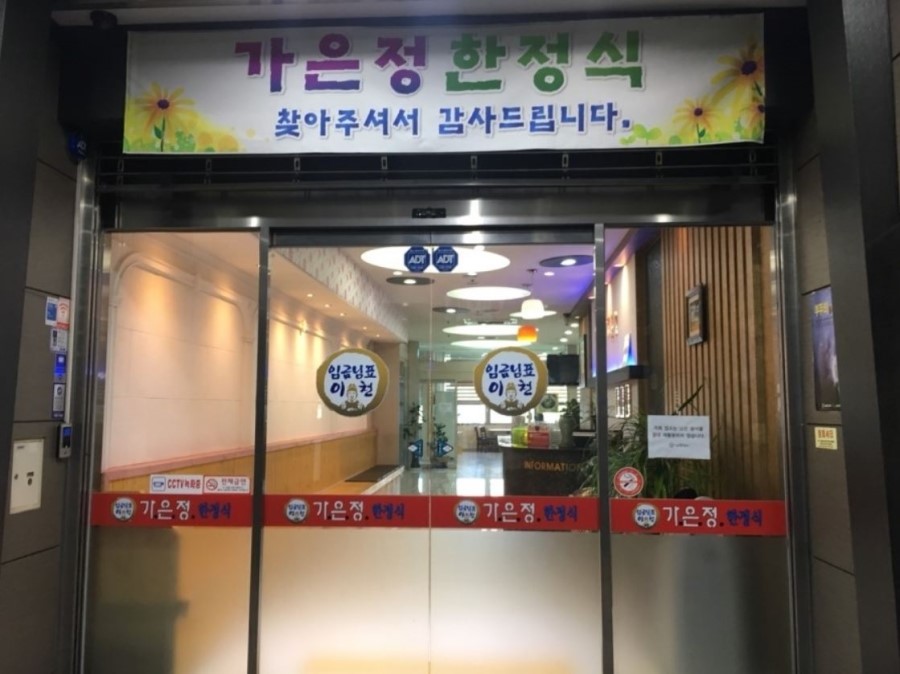 가은정한정식
찾아주셔서 감사드립니다.
ADT ADT
임금님표
이천
임금님표
이천
INFORMATION
CCTV녹화중
가은정.한정식
가은정.한정식
가은정.한정식
가은정.한정식